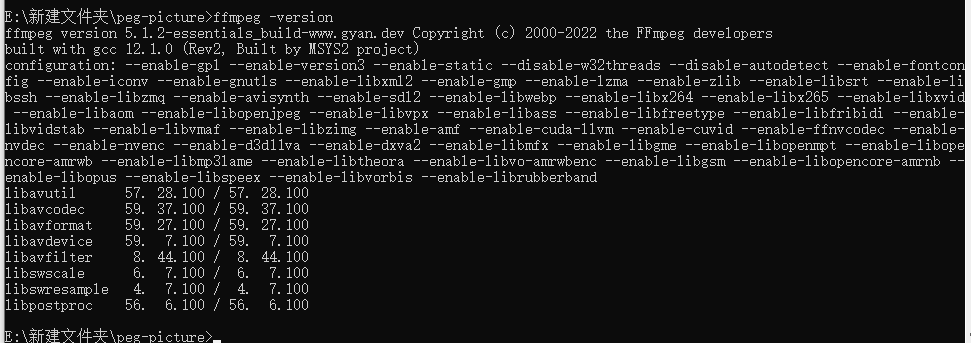 E:\新建文件夹\peg-picture>ffmpeg -version
ffmpeg version 5.1.2-essentials_build-www.gyan.dev Copyright (c) 2000-2022 the FFmpeg developers
built with gcc 12.1.0 (Rev2, Built by MSYS2 project)
configuration: --enable-gpl --enable-version3 --enable-static --disable-w32threads --disable-autodetect --enable-fontcon
fig --enable-iconv --enable-gnutls --enable-libxml2 --enable-gmp --enable-lzma --enable-zlib --enable-libsrt --enable-li
bssh --enable-libzmq --enable-avisynth --enable-sdl2 --enable-libwebp --enable-libx264 --enable-libx265 --enable-libxvid
 --enable-libaom --enable-libopenjpeg --enable-libvpx --enable-libass --enable-libfreetype --enable-libfribidi --enable-
libvidstab --enable-libvmaf --enable-libzimg --enable-amf --enable-cuda-llvm --enable-cuvid --enable-ffnvcodec --enable-
nvdec --enable-nvenc --enable-d3d11va --enable-dxva2 --enable-libmfx --enable-libgme --enable-libopenmpt --enable-libope
ncore-amrwb --enable-libmp3lame --enable-libtheora --enable-libvo-amrwbenc --enable-libgsm --enable-libopencore-amrnb --
enable-libopus --enable-libspeex --enable-libvorbis --enable-librubberband
libavutil      57. 28.100 / 57. 28.100
libavcodec     59. 37.100 / 59. 37.100
libavformat    59. 27.100 / 59. 27.100
libavdevice    59.  7.100 / 59.  7.100
libavfilter     8. 44.100 /  8. 44.100
libswscale      6.  7.100 /  6.  7.100
libswresample   4.  7.100 /  4.  7.100
libpostproc    56.  6.100 / 56.  6.100
E:\新建文件夹\peg-picture>